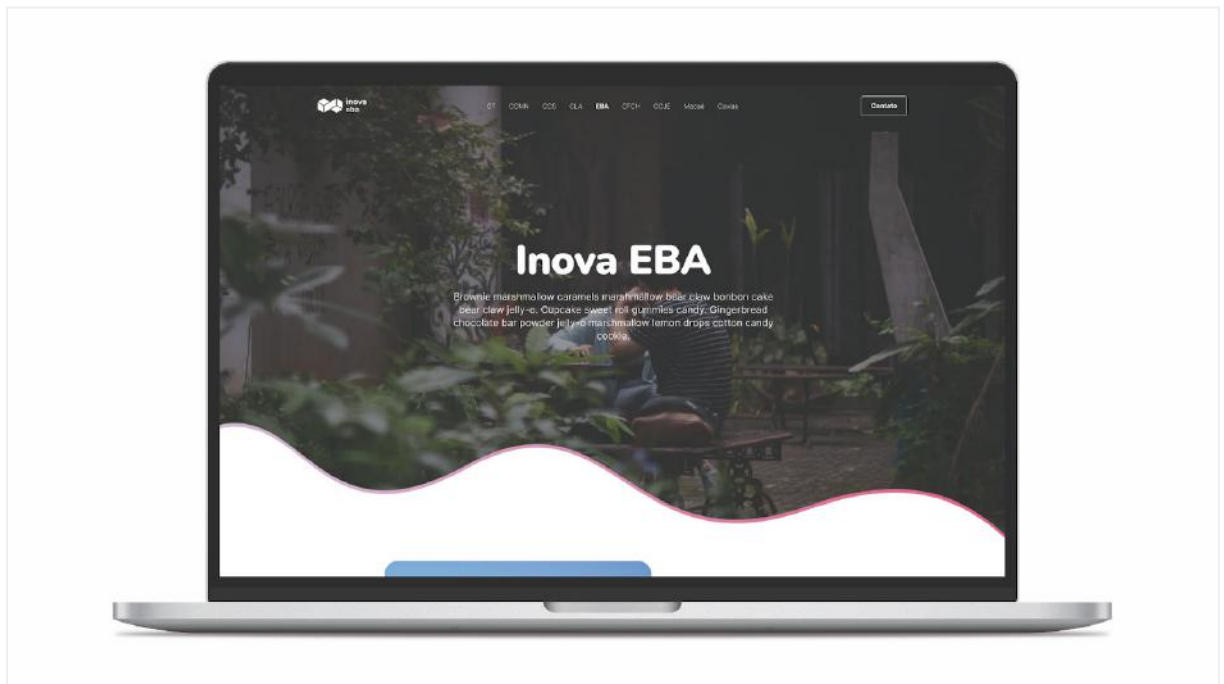 inova
eba
CT CCMN CCS CLA EBA CFCH CCJE Macaé Caxias
Contato
Inova EBA
Brownie marshmallow caramels marshmallow bear claw bonbon cake
bear claw jelly-o. Cupcake sweet roll gummies candy. Gingerbread
chocolate bar powder jelly-o marshmallow lemon drops cotton candy
cookie.